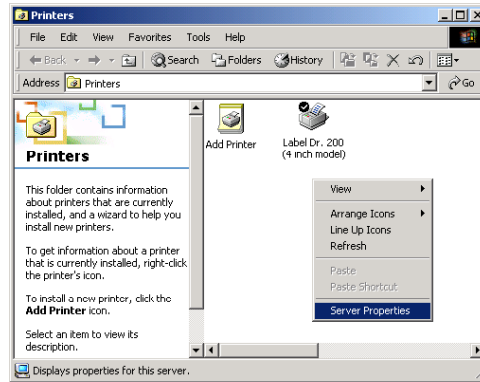 Printers
File Edit View Favorites Tools Help
Back Search Folders History
Address Printers Go
Printers
This folder contains information
about printers that are currently
installed, and a wizard to help you
install new printers.
To get information about a printer
that is currently installed, right-click
the printer's icon.
To install a new printer, click the
Add Printer icon.
Select an item to view its
description.
Add Printer
Label Dr. 200
(4 inch model)
View
Arrange Icons
Line Up Icons
Refresh
Paste
Paste Shortcut
Server Properties
Displays properties for this server.